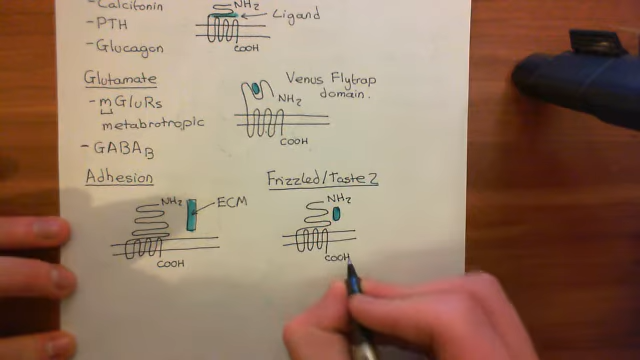 - Calcitonin
NH2
Ligand
- PTH
- Glucagon
COOH
Glutamate
Venus Flytrap
domain.
- mGluRs
NH2
metabrotropic
COOH
- GABAB
Adhesion
Frizzled/Taste 2
NH2
ECM
NH2
COOH
COOH